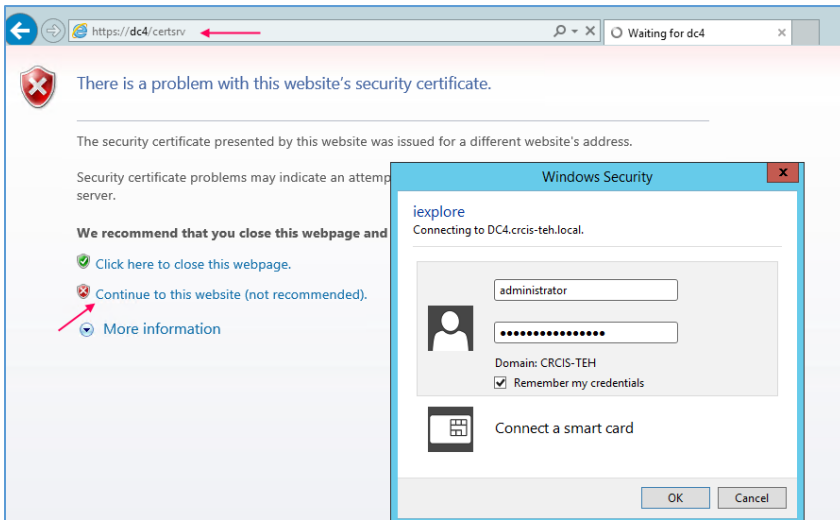 https://dc4/certsrv
Waiting for dc4
There is a problem with this website's security certificate.
The security certificate presented by this website was issued for a different website's address.
Security certificate problems may indicate an attemp
server.
We recommend that you close this webpage and
Click here to close this webpage.
Continue to this website (not recommended).
More information
Windows Security
x
iexplore
Connecting to DC4.crcis-teh.local.
administrator
••••••••••••••••
Domain: CRCIS-TEH
Remember my credentials
Connect a smart card
OK
Cancel